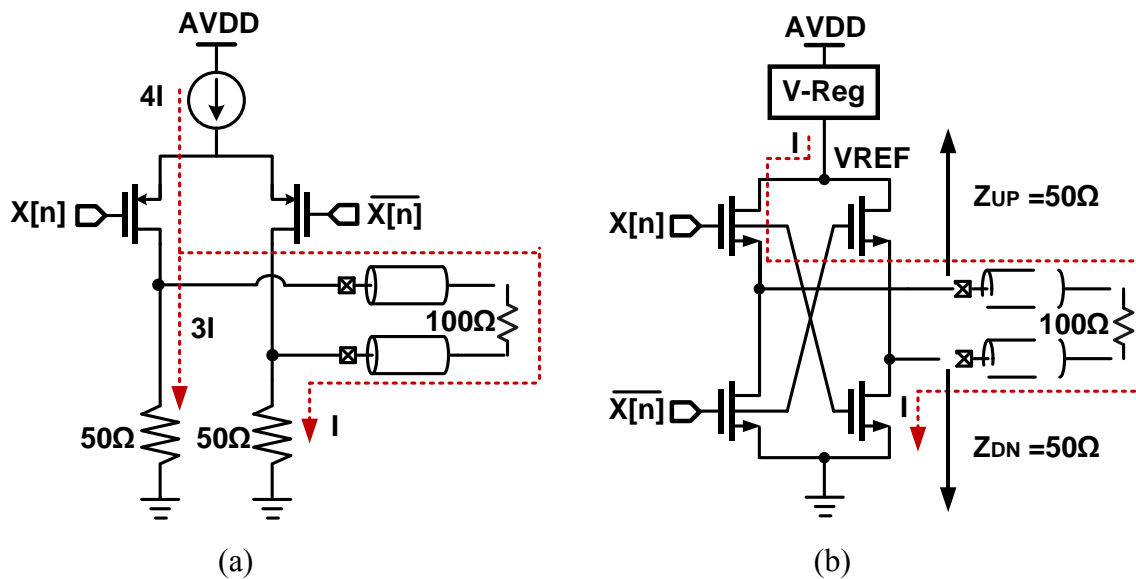 AVDD
4I
X[n]
X[n]
3I
100Ω
50Ω
50Ω
I
(a)
AVDD
V-Reg
I
VREF
X[n]
ZUP =50Ω
100Ω
X[n]
I
ZDN =50Ω
(b)